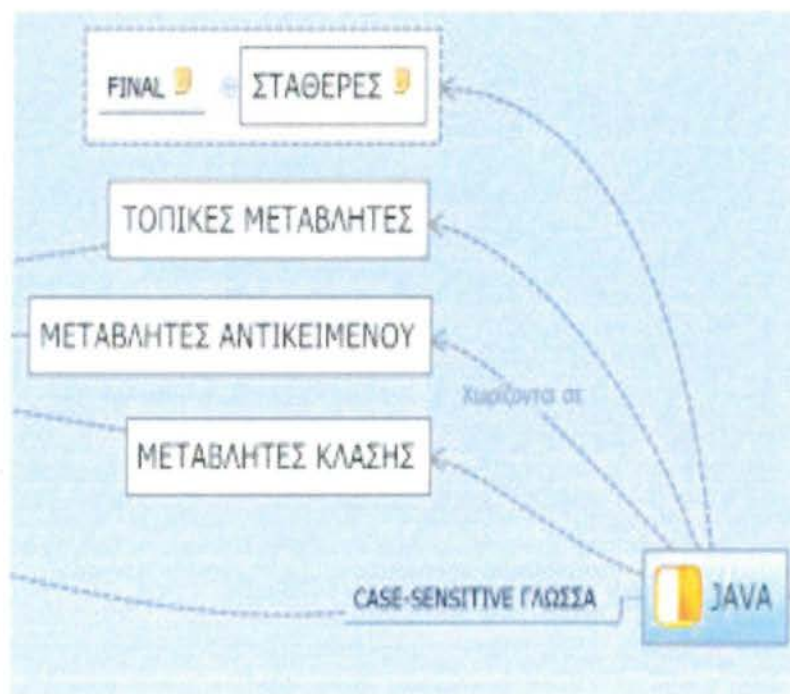 FINAL ΣΤΑΘΕΡΕΣ
ΤΟΠΙΚΕΣ ΜΕΤΑΒΛΗΤΕΣ
ΜΕΤΑΒΛΗΤΕΣ ΑΝΤΙΚΕΙΜΕΝΟΥ
Χωρίζονται σε
ΜΕΤΑΒΛΗΤΕΣ ΚΛΑΣΗΣ
CASE-SENSITIVE ΓΛΩΣΣΑ JAVA